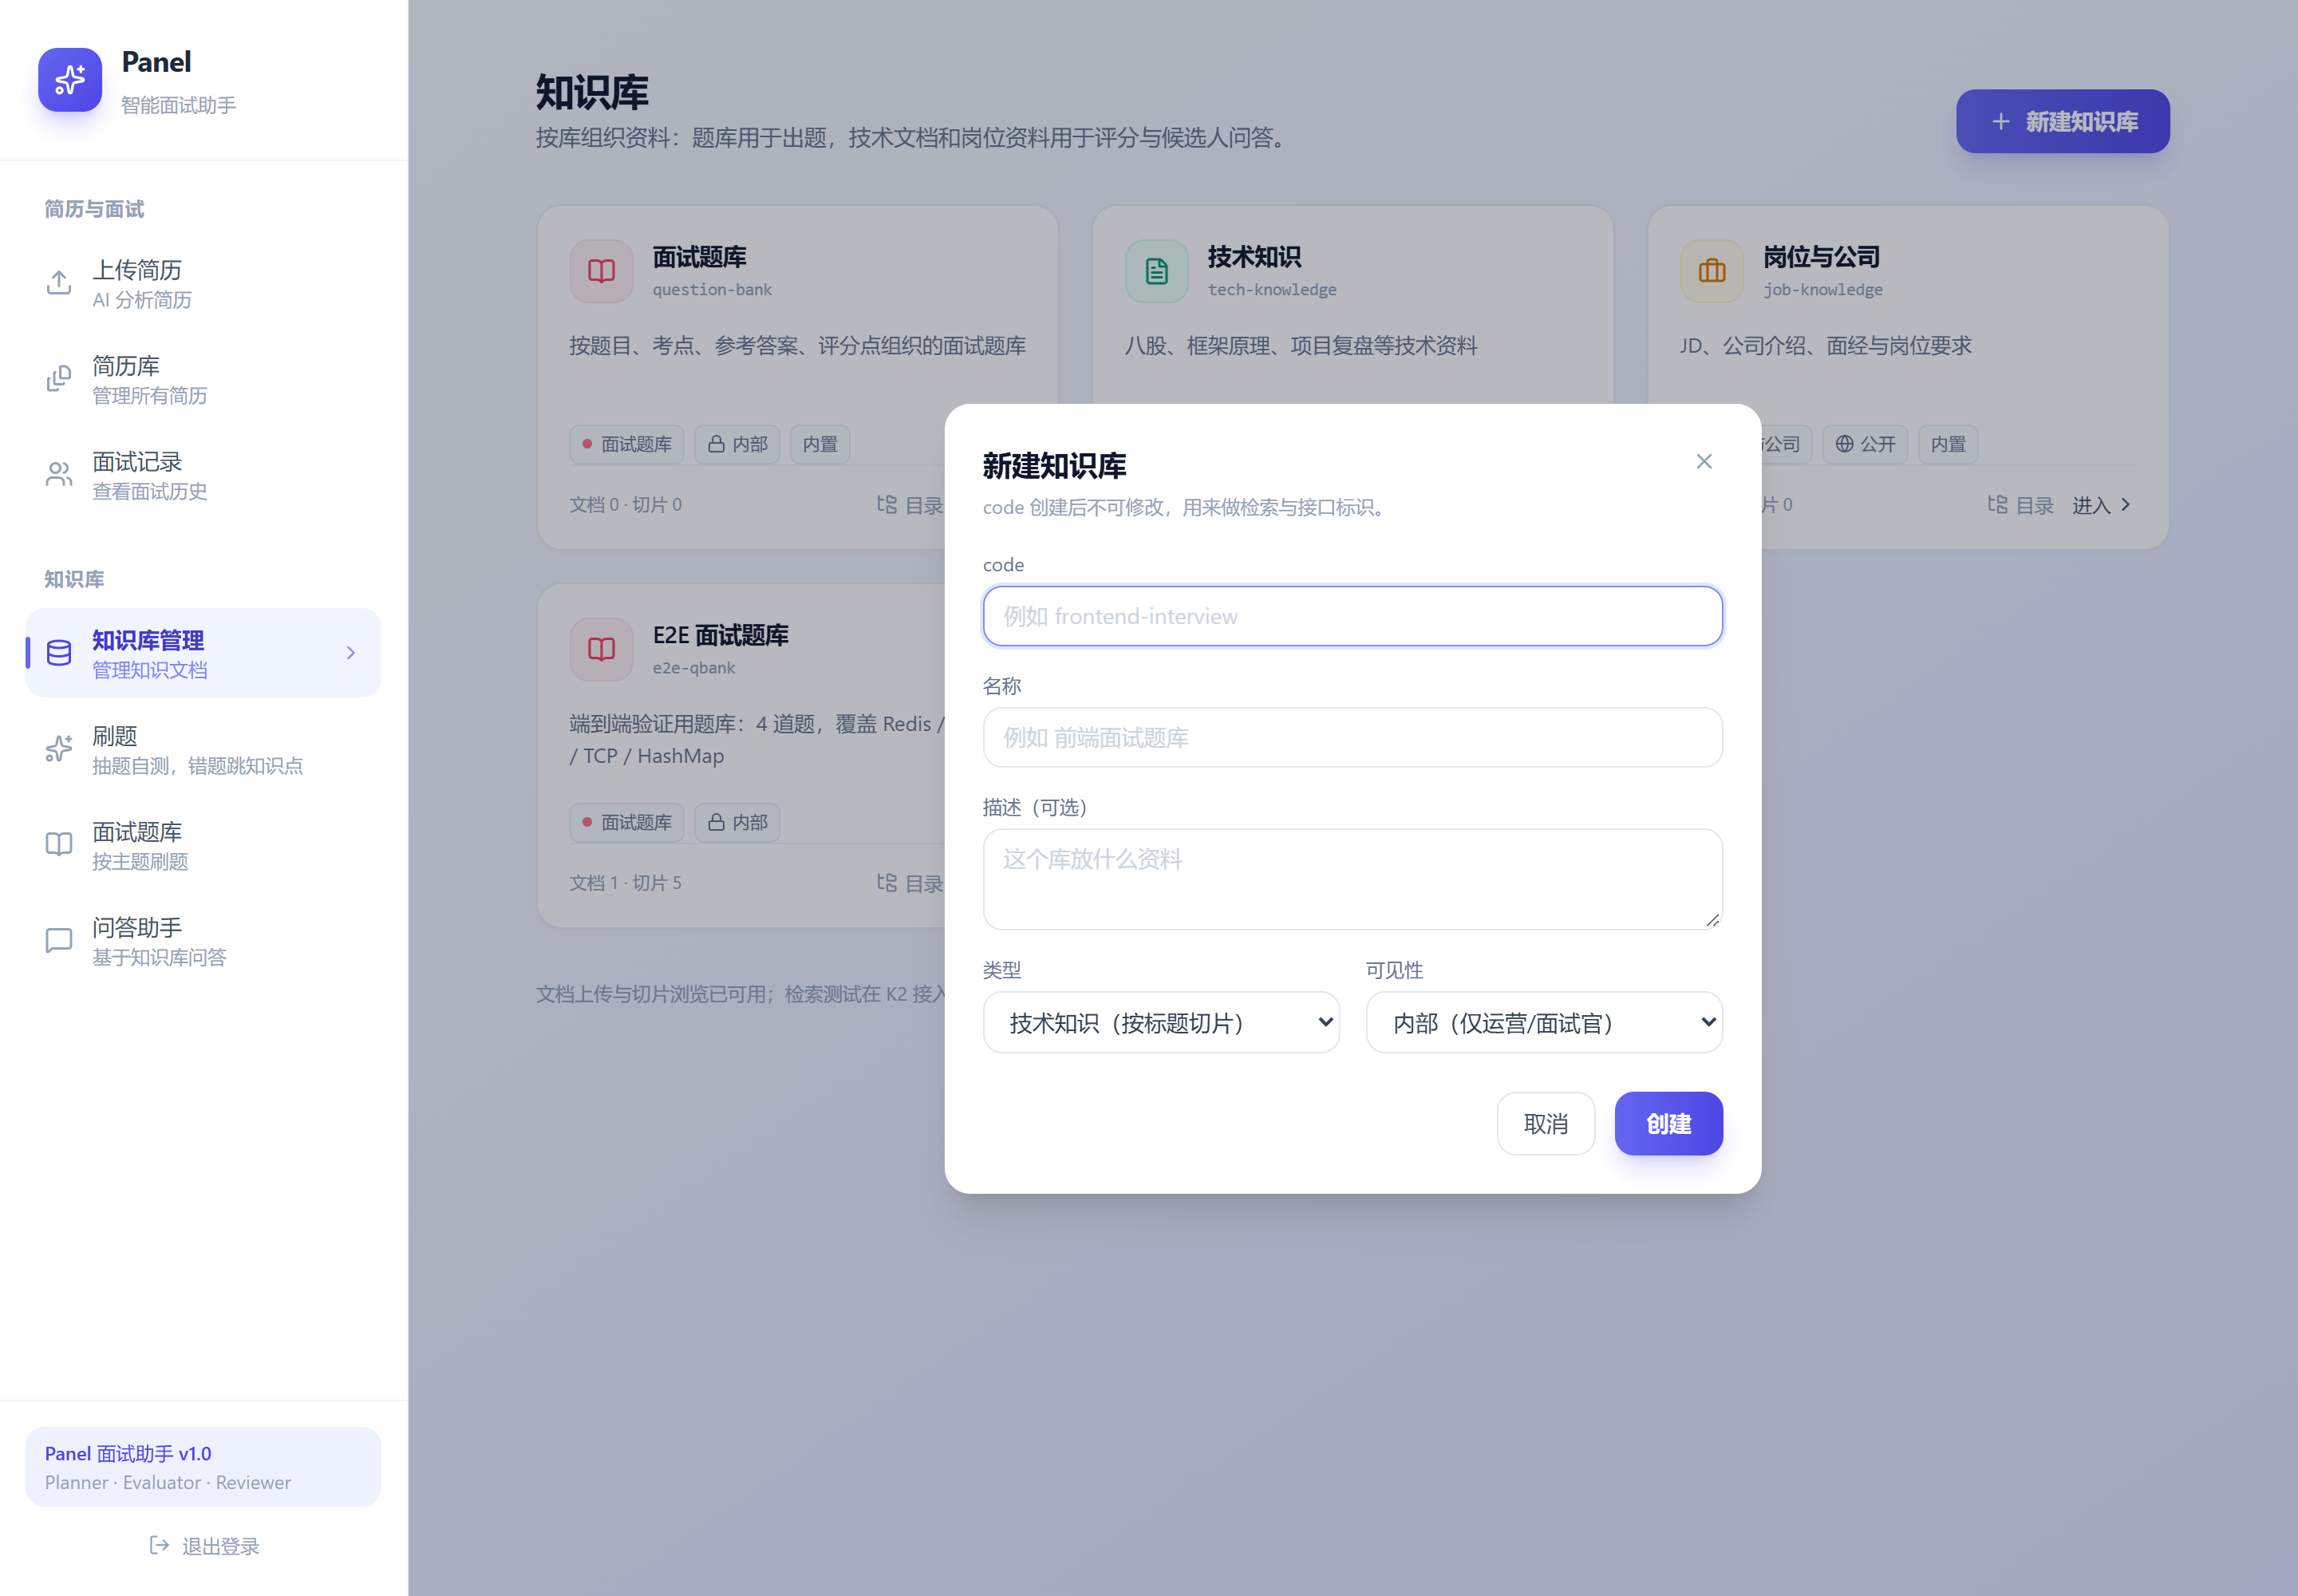 Panel
智能面试助手
简历与面试
上传简历
AI 分析简历
简历库
管理所有简历
面试记录
查看面试历史
知识库
知识库管理
管理知识文档
刷题
抽题自测，错题跳知识点
面试题库
按主题刷题
问答助手
基于知识库问答
Panel 面试助手 v1.0
Planner · Evaluator · Reviewer
退出登录
知识库
按库组织资料：题库用于出题，技术文档和岗位资料用于评分与候选人问答。
新建知识库
面试题库
question-bank
按题目、考点、参考答案、评分点组织的面试题库
面试题库 内部 内置
文档 0 · 切片 0 目录
技术知识
tech-knowledge
八股、框架原理、项目复盘等技术资料
岗位与公司
job-knowledge
JD、公司介绍、面经与岗位要求
公司 公开 内置
片 0 目录 进入
E2E 面试题库
e2e-qbank
端到端验证用题库：4 道题，覆盖 Redis /
/ TCP / HashMap
面试题库 内部
文档 1 · 切片 5 目录
文档上传与切片浏览已可用；检索测试在 K2 接入
新建知识库
code 创建后不可修改，用来做检索与接口标识。
code
例如 frontend-interview
名称
例如 前端面试题库
描述（可选）
这个库放什么资料
类型 可见性
技术知识（按标题切片） 内部（仅运营/面试官）
取消 创建